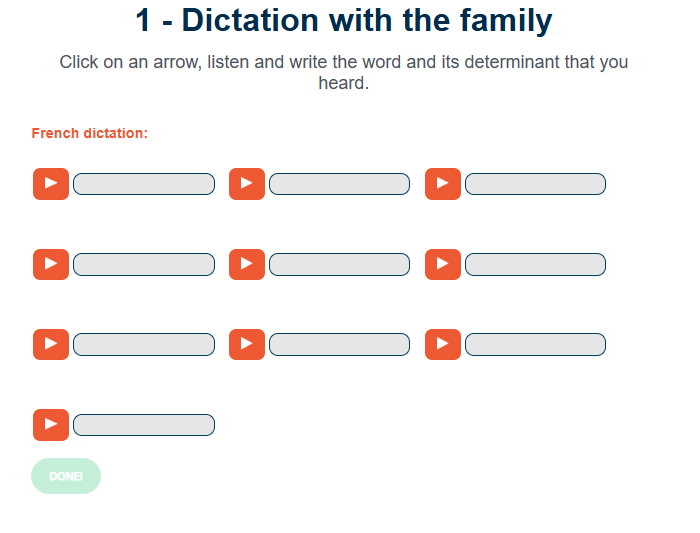 1 - Dictation with the family
Click on an arrow, listen and write the word and its determinant that you
heard.
French dictation:
DONE!